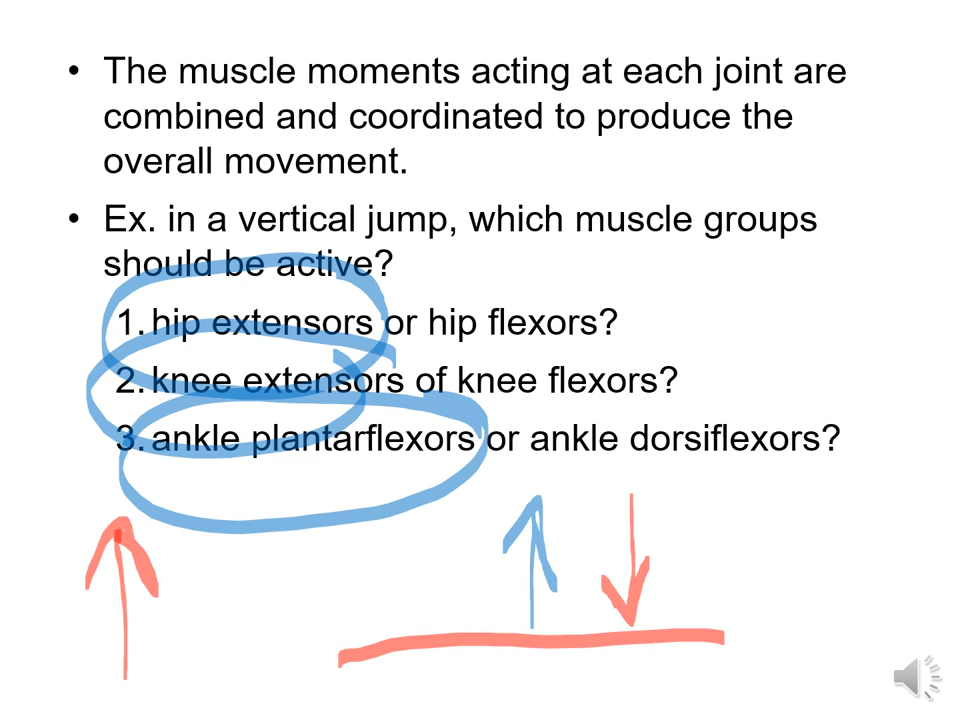 • The muscle moments acting at each joint are
combined and coordinated to produce the
overall movement.
• Ex. in a vertical jump, which muscle groups
should be active?
1. hip extensors or hip flexors?
2. knee extensors of knee flexors?
3. ankle plantarflexors or ankle dorsiflexors?